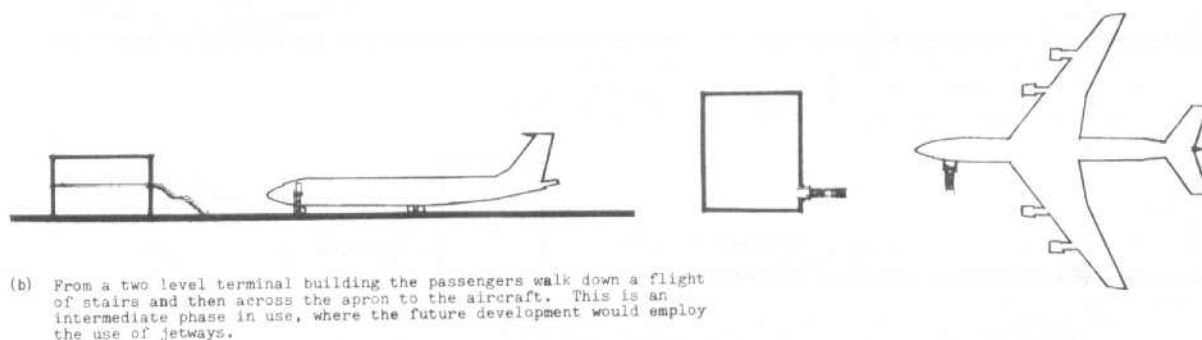 (b) From a two level terminal building the passengers walk down a flight
of stairs and then across the apron to the aircraft. This is an
intermediate phase in use, where the future development would employ
the use of jetways.